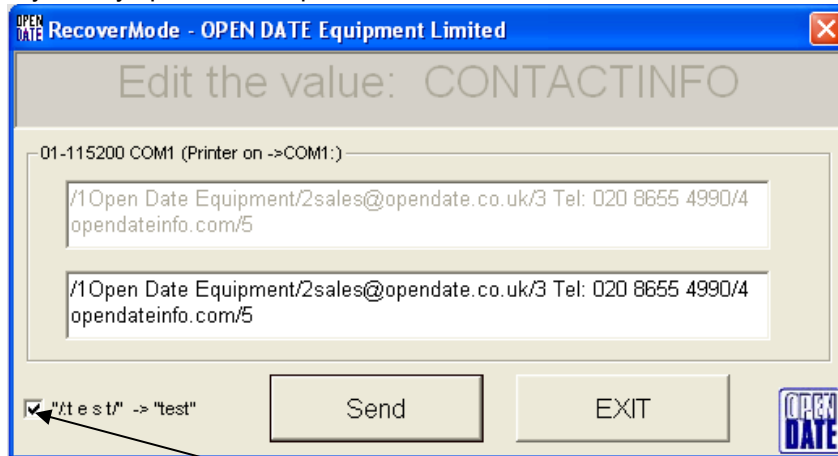 OPEN DATE RecoverMode - OPEN DATE Equipment Limited
Edit the value: CONTACTINFO
01-115200 COM1 (Printer on ->COM1:)
/1Open Date Equipment/2sales@opendate.co.uk/3 Tel: 020 8655 4990/4
opendateinfo.com/5
/1Open Date Equipment/2sales@opendate.co.uk/3 Tel: 020 8655 4990/4
opendateinfo.com/5
"/.t e s t/" -> "test"
Send
EXIT
OPEN
DATE